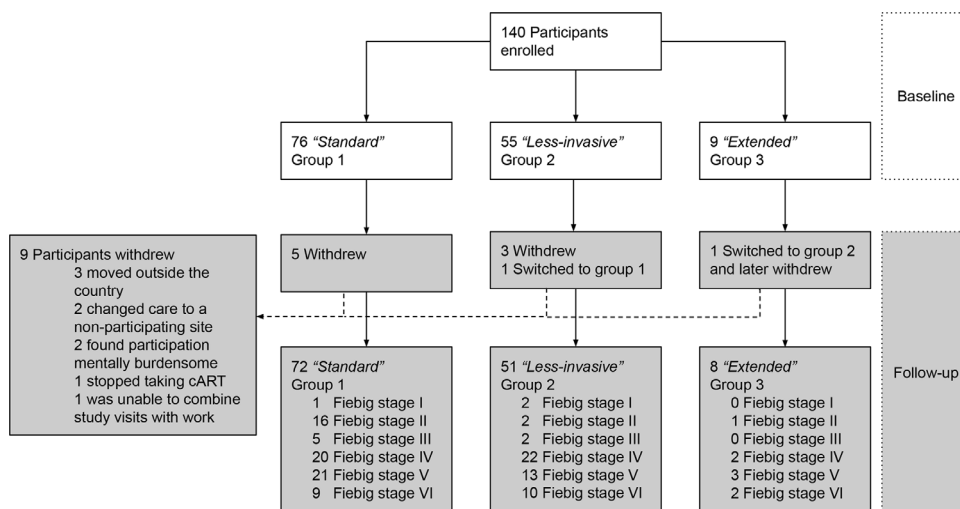 140 Participants
enrolled
Baseline
76 “Standard”
Group 1
55 “Less-invasive”
Group 2
9 “Extended”
Group 3
9 Participants withdrew
3 moved outside the
country
2 changed care to a
non-participating site
2 found participation
mentally burdensome
1 stopped taking cART
1 was unable to combine
study visits with work
5 Withdrew
3 Withdrew
1 Switched to group 1
1 Switched to group 2
and later withdrew
Follow-up
72 “Standard”
Group 1
1 Fiebig stage I
16 Fiebig stage II
5 Fiebig stage III
20 Fiebig stage IV
21 Fiebig stage V
9 Fiebig stage VI
51 “Less-invasive”
Group 2
2 Fiebig stage I
2 Fiebig stage II
2 Fiebig stage III
22 Fiebig stage IV
13 Fiebig stage V
10 Fiebig stage VI
8 “Extended”
Group 3
0 Fiebig stage I
1 Fiebig stage II
0 Fiebig stage III
2 Fiebig stage IV
3 Fiebig stage V
2 Fiebig stage VI